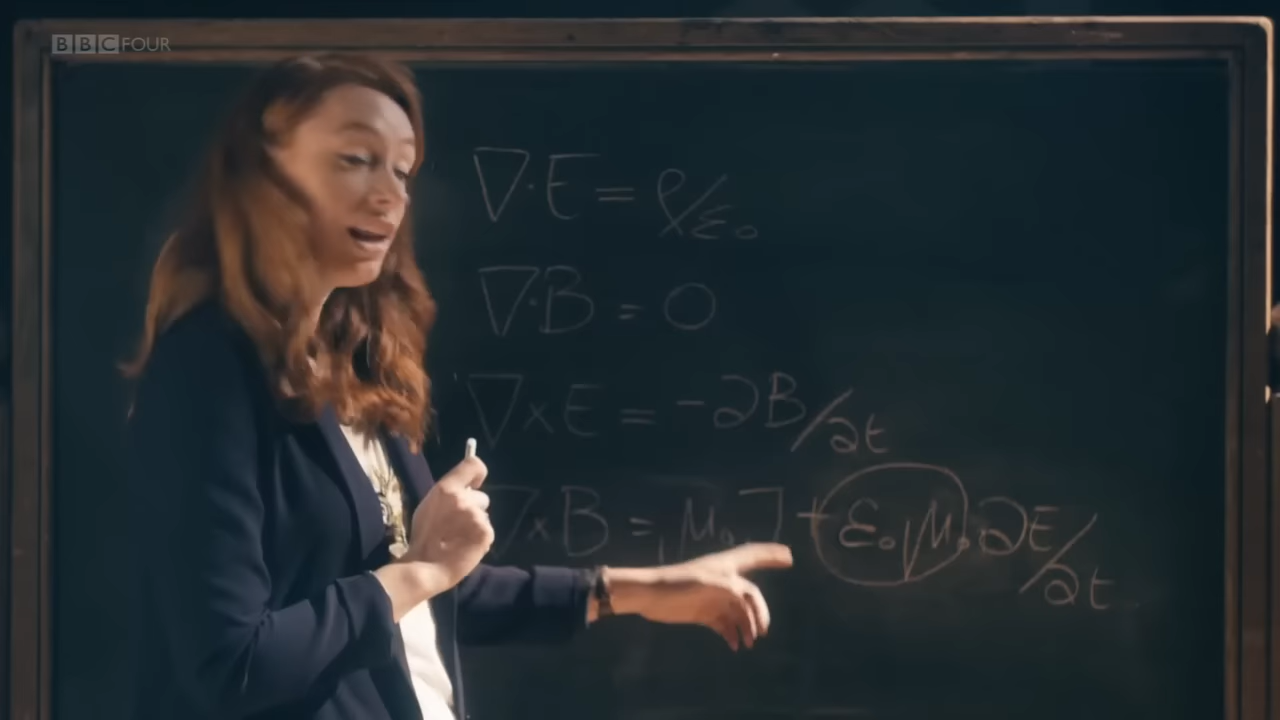 BBC FOUR
∇·E = ρ/ε₀
∇·B = 0
∇×E = -∂B/∂t
∇×B = μ₀J + ε₀μ₀∂E/∂t